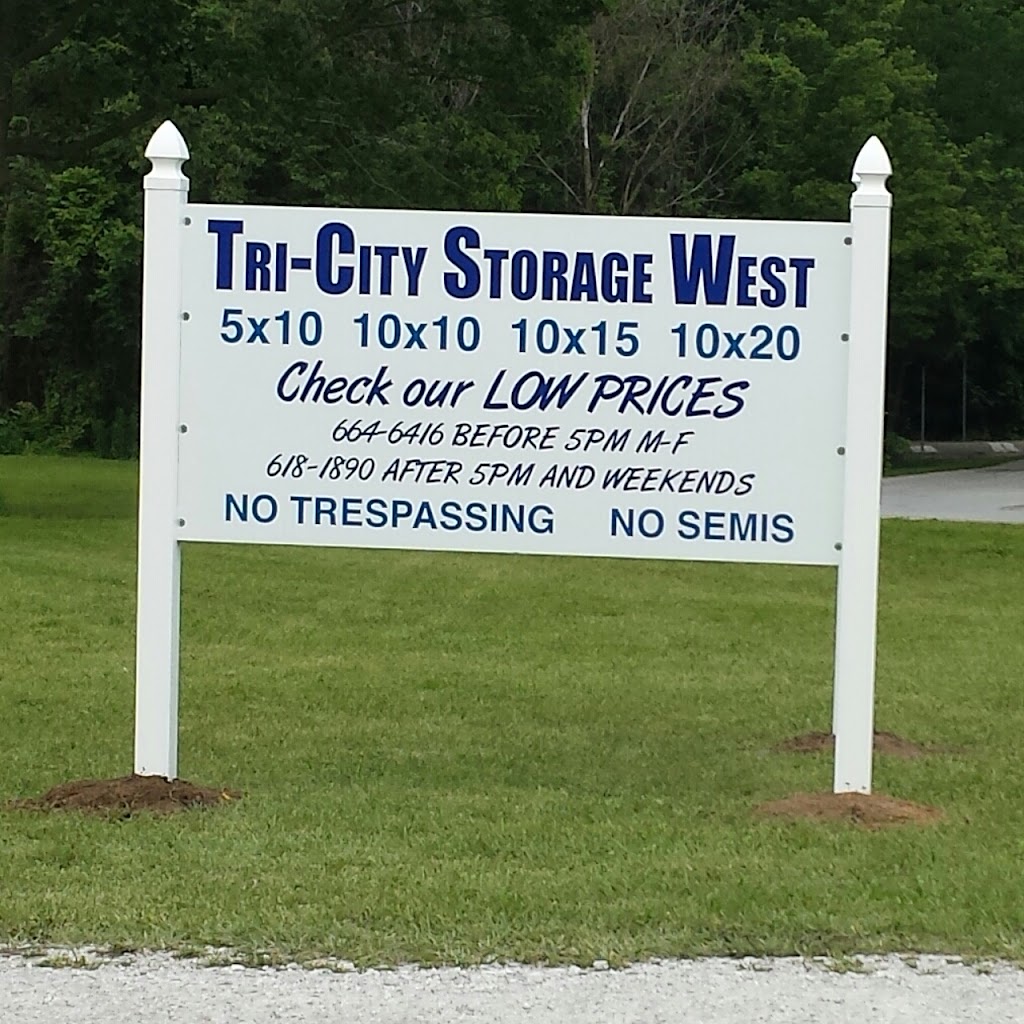 TRI-CITY STORAGE WEST
5x10 10x10 10x15 10x20
Check our LOW PRICES
664-6416 BEFORE 5PM M-F
618-1890 AFTER 5PM AND WEEKENDS
NO TRESPASSING NO SEMIS